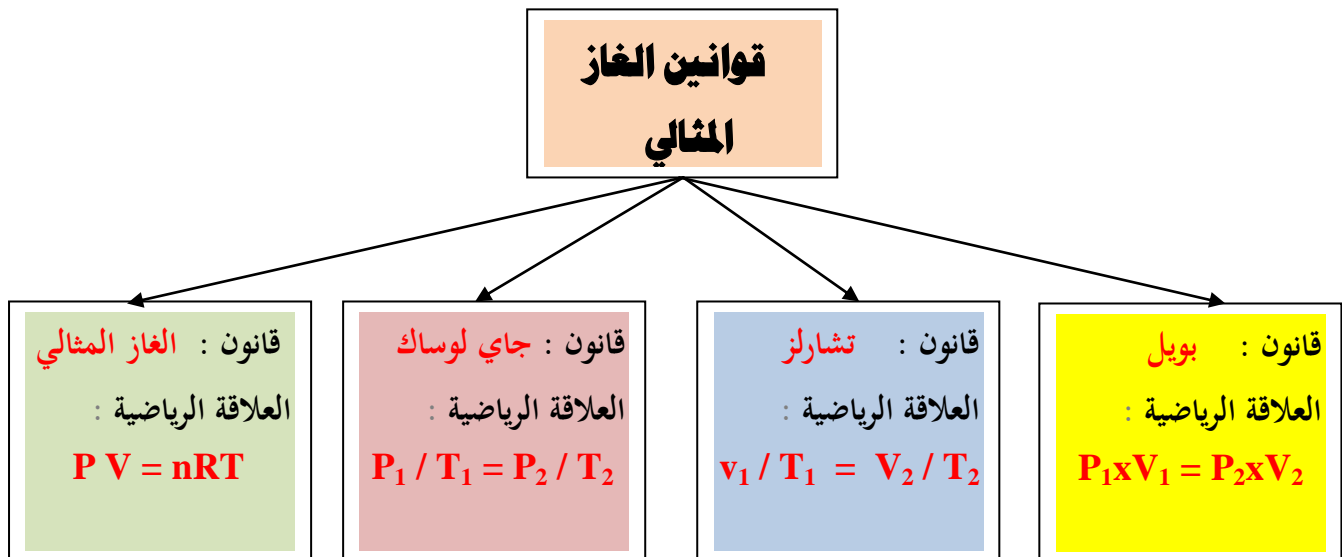 قوانين الغاز
المثالي
قانون : بويل
العلاقة الرياضية :
P₁xV₁ = P₂xV₂
قانون : تشارلز
العلاقة الرياضية :
v₁ / T₁ = V₂ / T₂
قانون : جاي لوساك
العلاقة الرياضية :
P₁ / T₁ = P₂ / T₂
قانون : الغاز المثالي
العلاقة الرياضية :
P V = nRT